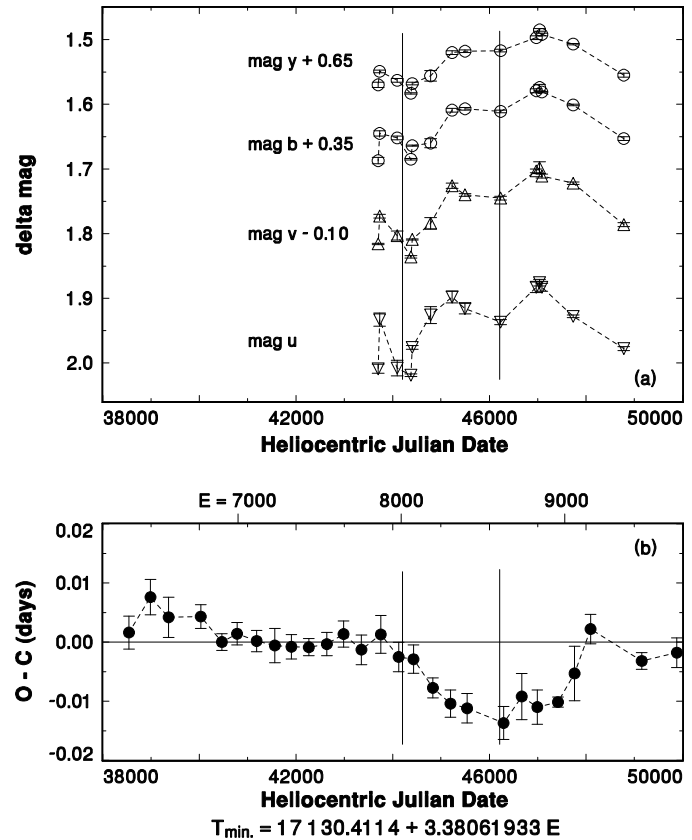 1.5
1.6
1.7
1.8
1.9
2.0
delta mag
mag y + 0.65
mag b + 0.35
mag v - 0.10
mag u
(a)
38000 42000 46000 50000
Heliocentric Julian Date
E = 7000 8000 9000
0.02
0.01
0.00
-0.01
-0.02
O - C (days)
(b)
38000 42000 46000 50000
Heliocentric Julian Date
Tmin. = 17 130.4114 + 3.38061933 E